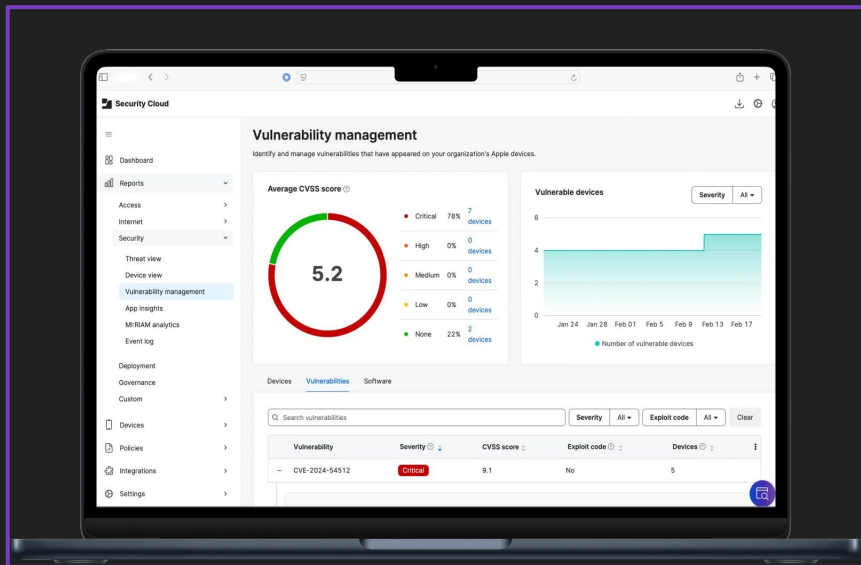 Security Cloud
Dashboard
Reports
Access
Internet
Security
Threat view
Device view
Vulnerability management
App insights
MI:RIAM analytics
Event log
Deployment
Governance
Custom
Devices
Policies
Integrations
Settings
Vulnerability management
Identify and manage vulnerabilities that have appeared on your organization's Apple devices.
Average CVSS score
5.2
Critical 78% 7 devices
High 0% 0 devices
Medium 0% 0 devices
Low 0% 0 devices
None 22% 2 devices
Vulnerable devices
Severity All
6
4
2
0
Jan 24 Jan 28 Feb 01 Feb 5 Feb 9 Feb 13 Feb 17
Number of vulnerable devices
Devices Vulnerabilities Software
Search vulnerabilities Severity All Exploit code All Clear
Vulnerability Severity CVSS score Exploit code Devices
CVE-2024-54512 Critical 9.1 No 5